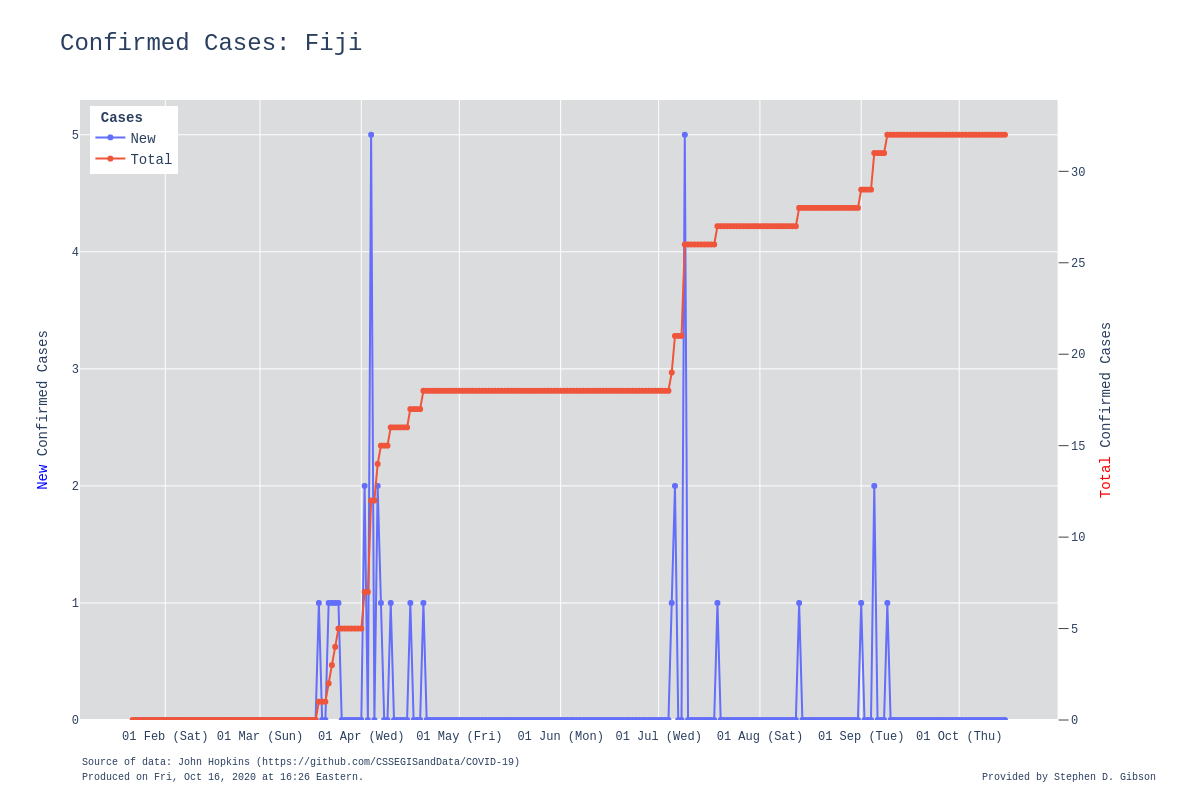 Confirmed Cases: Fiji
Cases
New
Total
5
4
3
2
1
0
30
25
20
15
10
5
0
New Confirmed Cases
Total Confirmed Cases
01 Feb (Sat) 01 Mar (Sun) 01 Apr (Wed) 01 May (Fri) 01 Jun (Mon) 01 Jul (Wed) 01 Aug (Sat) 01 Sep (Tue) 01 Oct (Thu)
Source of data: John Hopkins (https://github.com/CSSEGISandData/COVID-19)
Produced on Fri, Oct 16, 2020 at 16:26 Eastern.
Provided by Stephen D. Gibson